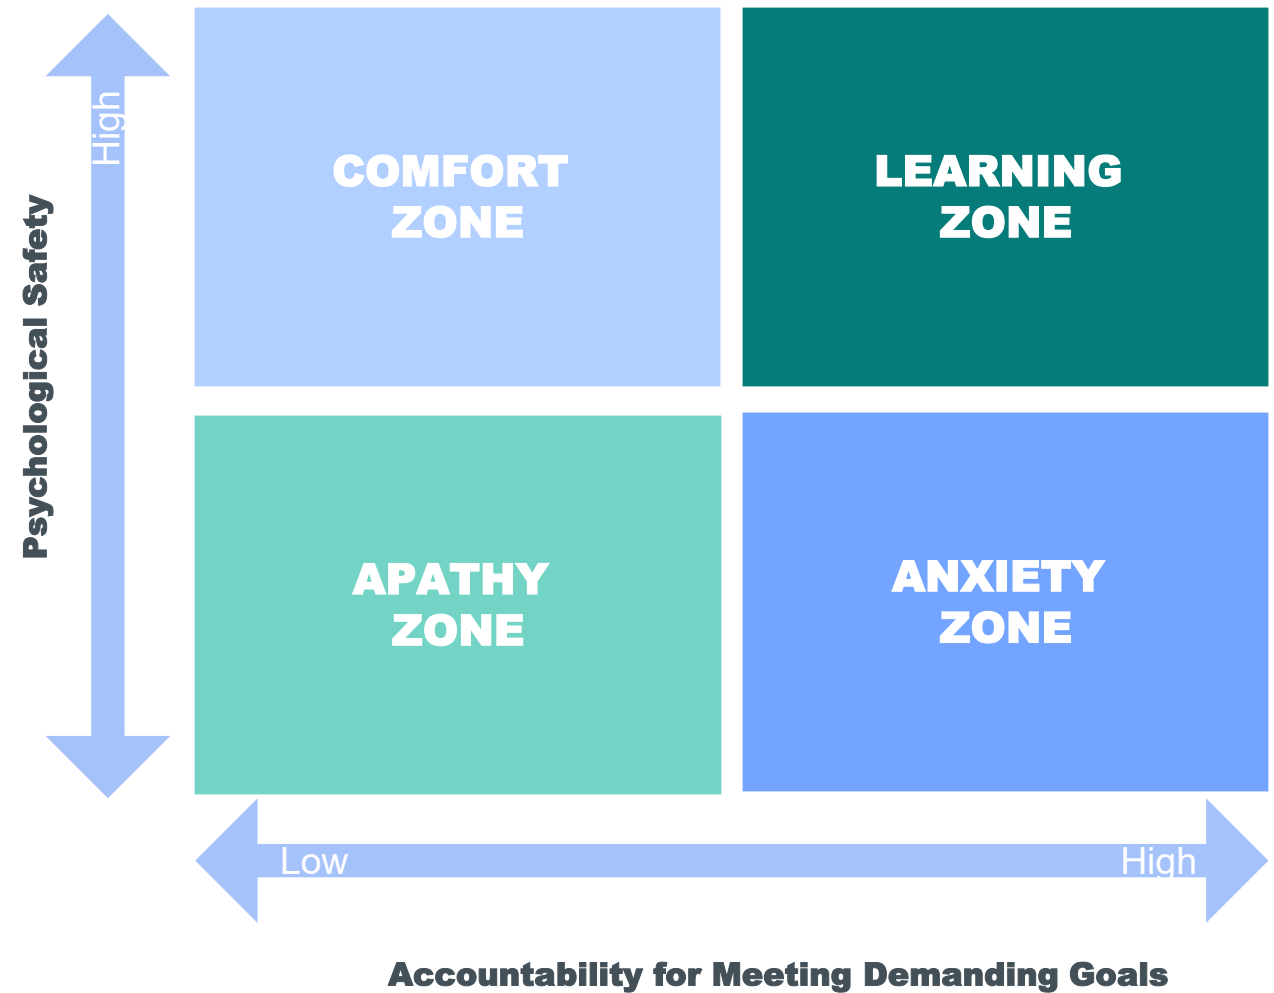 High
Psychological Safety
COMFORT
ZONE
LEARNING
ZONE
APATHY
ZONE
ANXIETY
ZONE
Low
High
Accountability for Meeting Demanding Goals